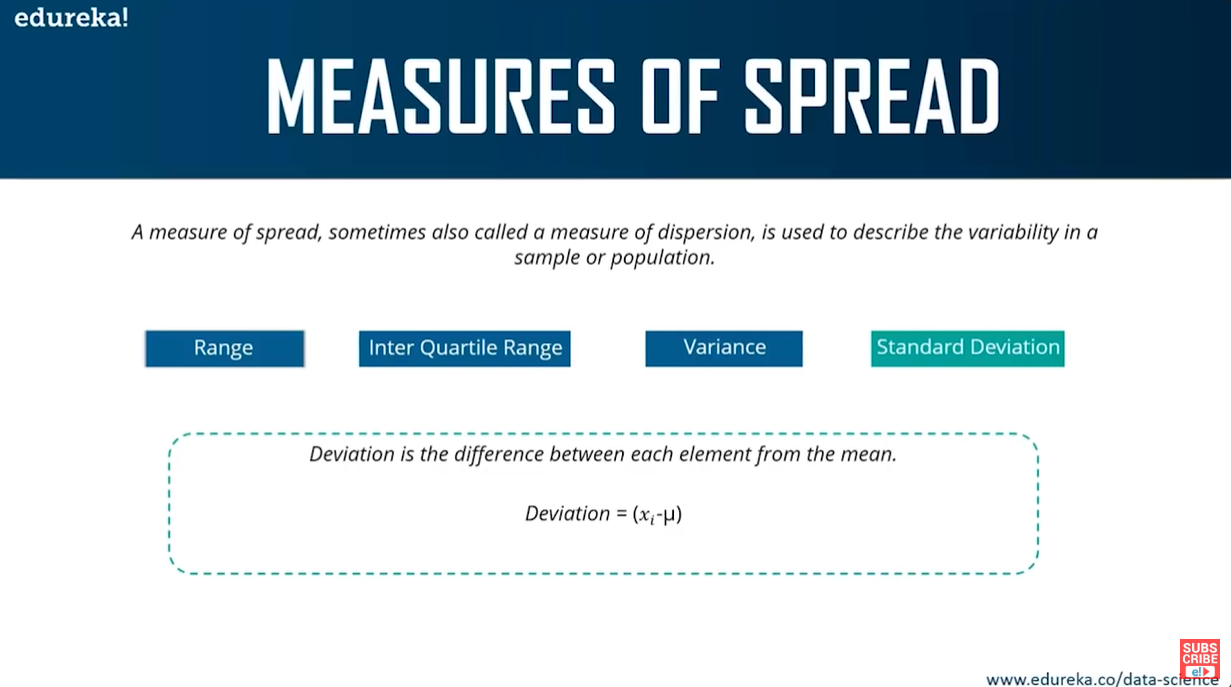 edureka!
MEASURES OF SPREAD
A measure of spread, sometimes also called a measure of dispersion, is used to describe the variability in a
sample or population.
Range
Inter Quartile Range
Variance
Standard Deviation
Deviation is the difference between each element from the mean.
Deviation = (xᵢ-μ)
SUBS
CRIBE
e!
www.edureka.co/data-science